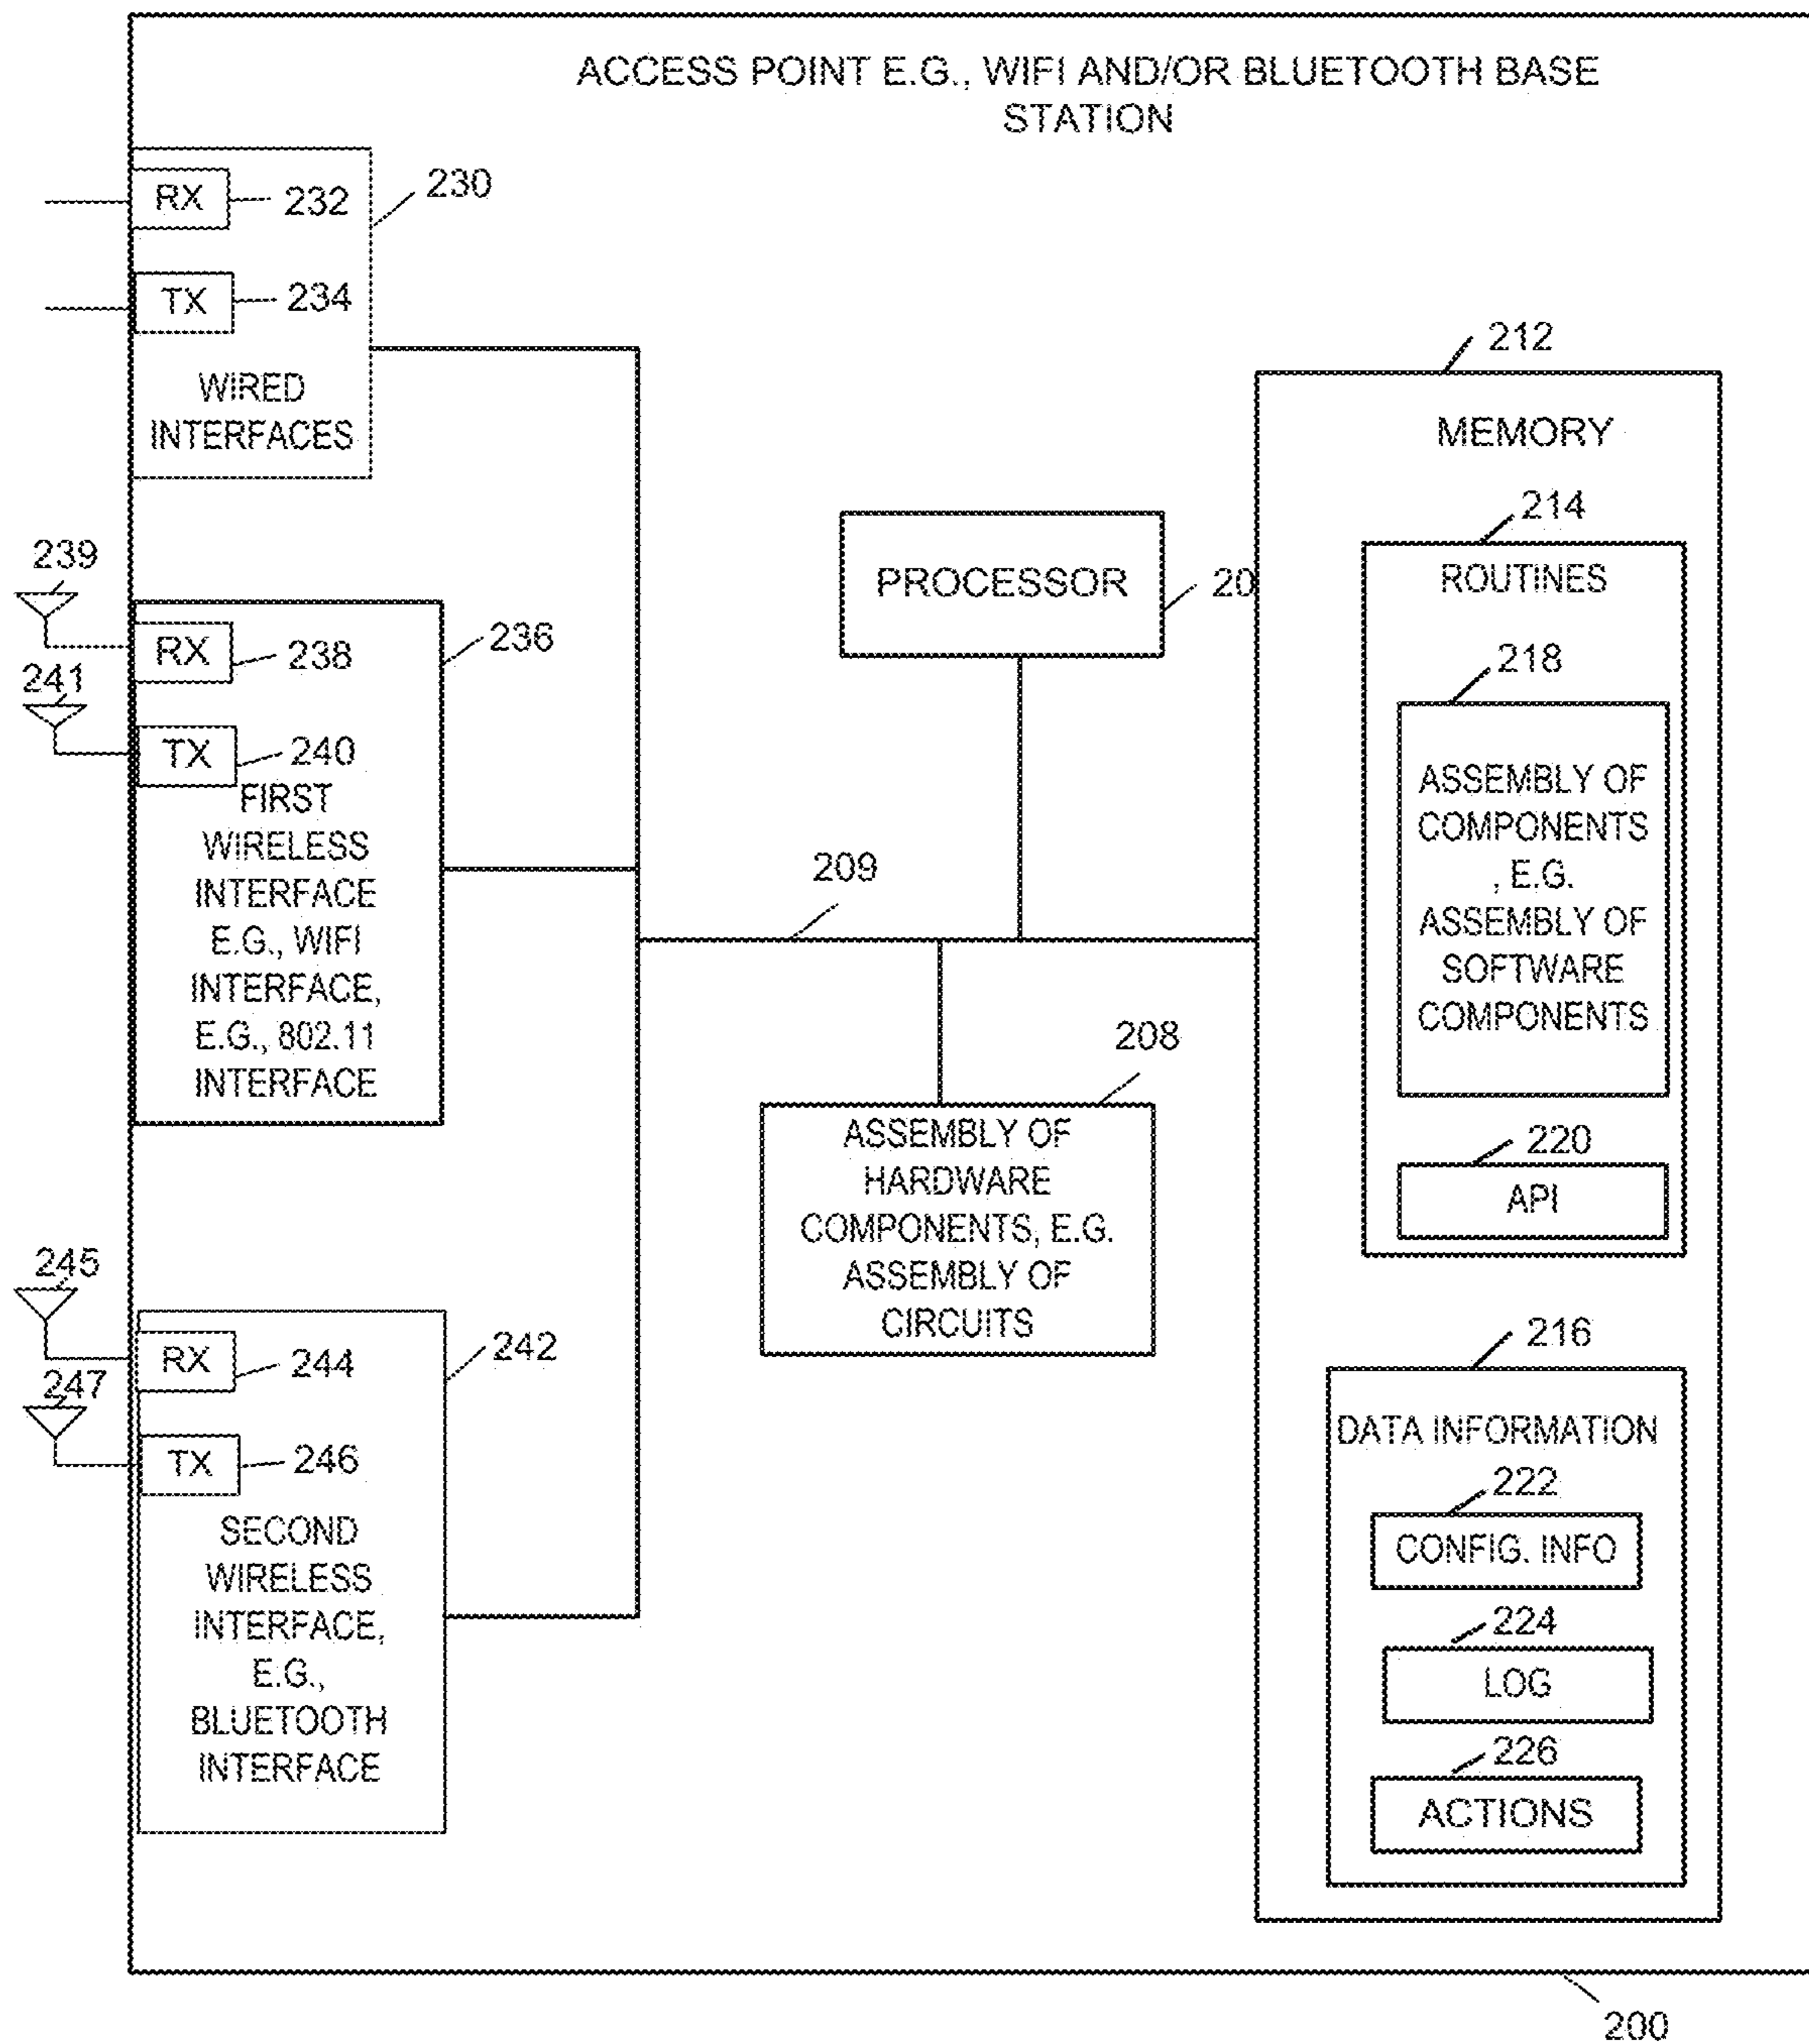 ACCESS POINT E.G., WIFI AND/OR BLUETOOTH BASE
STATION
RX
232
230
TX
234
WIRED
INTERFACES
239
RX
238
236
241
TX
240
FIRST
WIRELESS
INTERFACE
E.G., WIFI
INTERFACE,
E.G., 802.11
INTERFACE
245
RX
244
242
247
TX
246
SECOND
WIRELESS
INTERFACE,
E.G.,
BLUETOOTH
INTERFACE
PROCESSOR
20
209
208
ASSEMBLY OF
HARDWARE
COMPONENTS, E.G.
ASSEMBLY OF
CIRCUITS
212
MEMORY
214
ROUTINES
218
ASSEMBLY OF
COMPONENTS
, E.G.
ASSEMBLY OF
SOFTWARE
COMPONENTS
220
API
216
DATA INFORMATION
222
CONFIG. INFO
224
LOG
226
ACTIONS
200